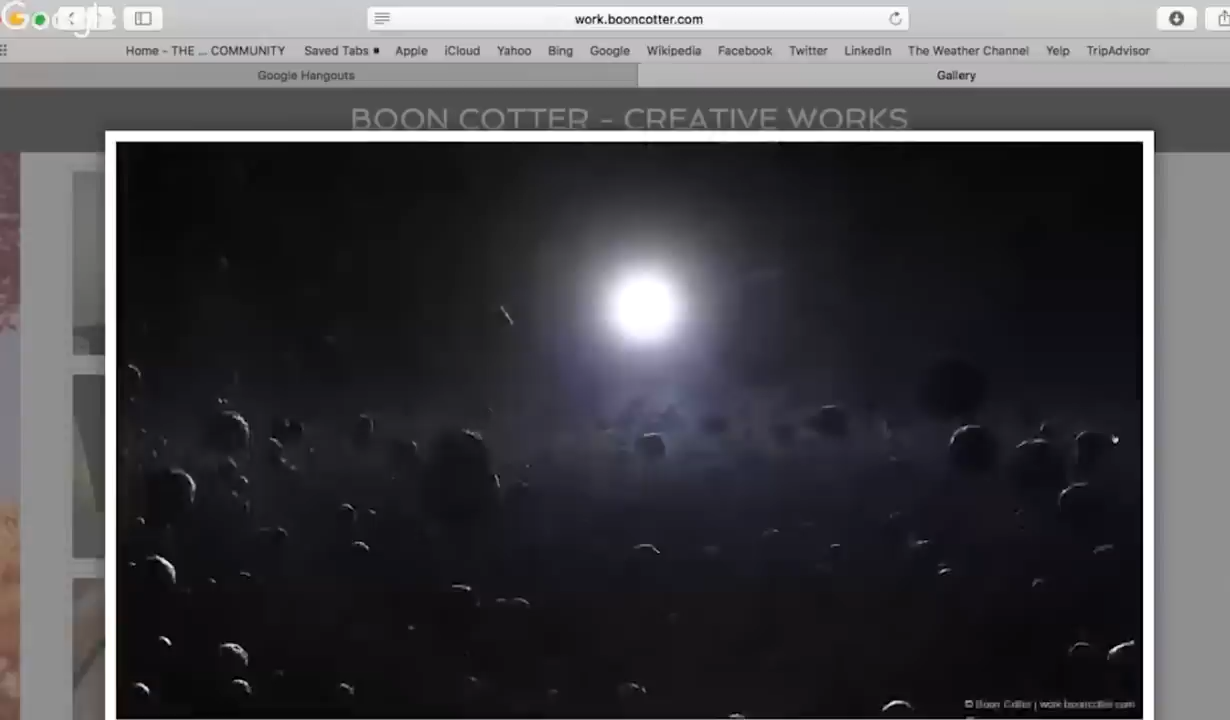 Google
work.booncotter.com
Home - THE ... COMMUNITY Saved Tabs Apple iCloud Yahoo Bing Google Wikipedia Facebook Twitter LinkedIn The Weather Channel Yelp TripAdvisor
Google Hangouts Gallery
BOON COTTER - CREATIVE WORKS
© Boon Cotter | work.booncotter.com